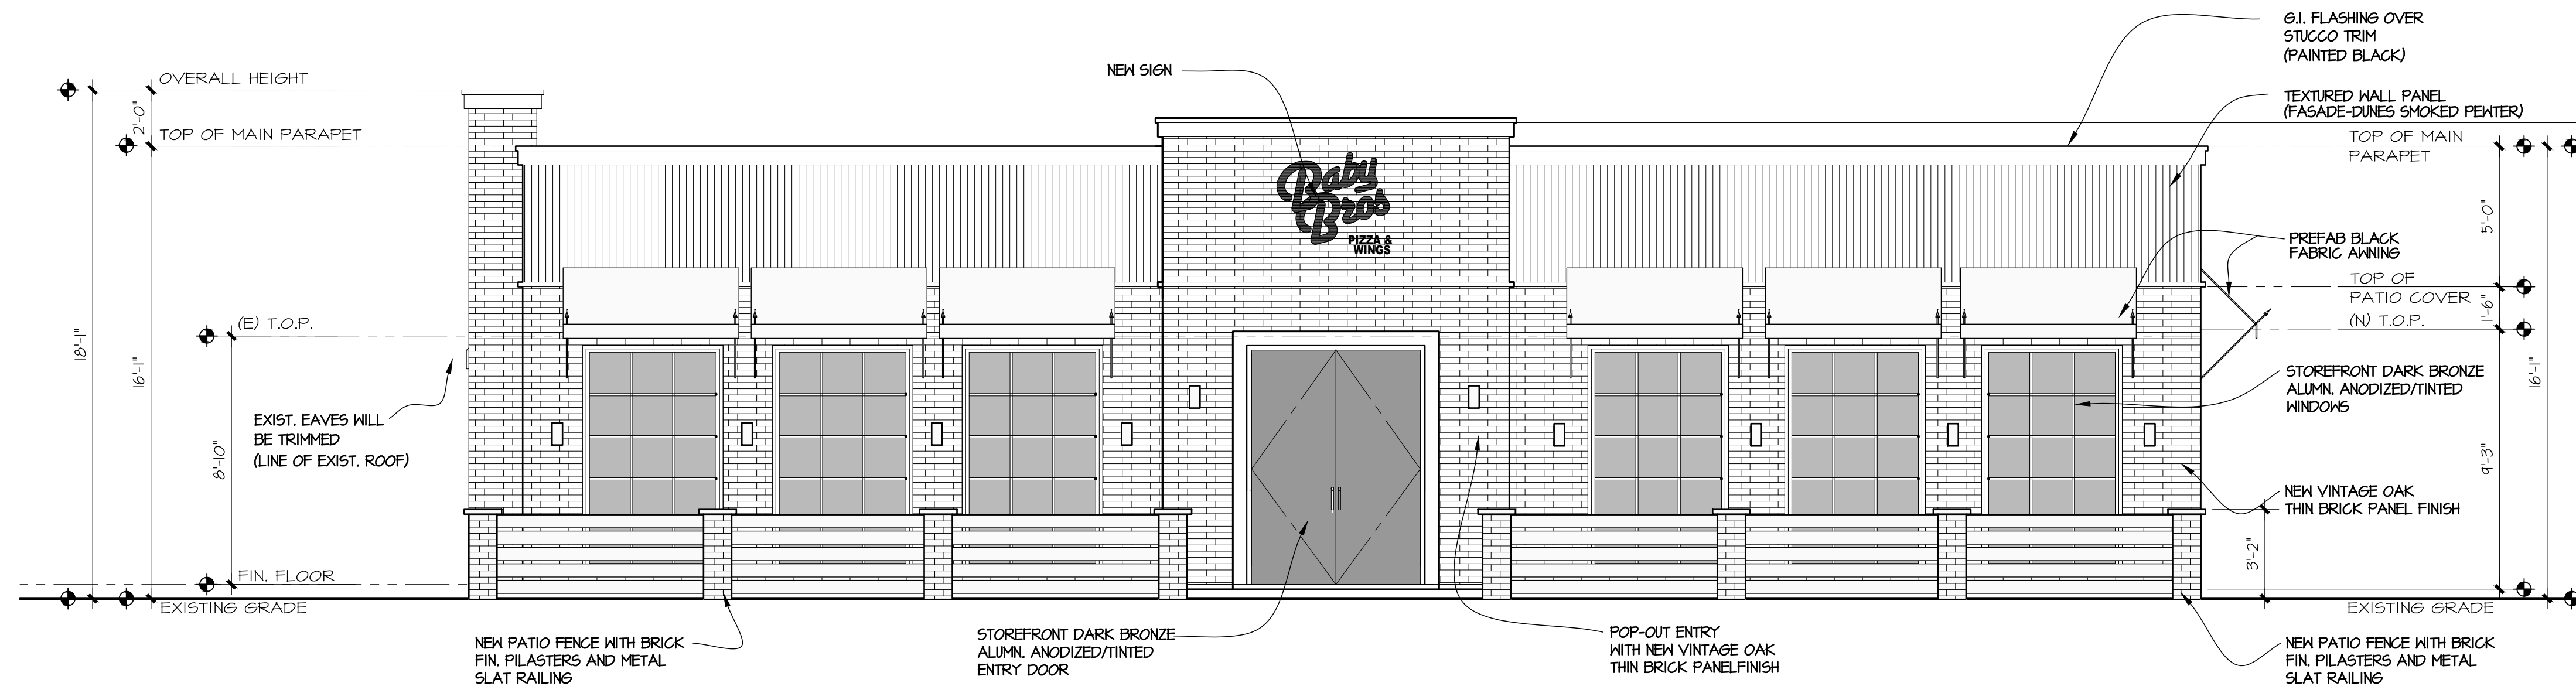 OVERALL HEIGHT
2'-0"
TOP OF MAIN PARAPET
18'-1"
16'-1"
(E) T.O.P.
8'-10"
EXIST. EAVES WILL
BE TRIMMED
(LINE OF EXIST. ROOF)
FIN. FLOOR
EXISTING GRADE
NEW SIGN
Baby
Bros
PIZZA &
WINGS
G.I. FLASHING OVER
STUCCO TRIM
(PAINTED BLACK)
TEXTURED WALL PANEL
(FASADE-DUNES SMOKED PEWTER)
TOP OF MAIN
PARAPET
5'-0"
PREFAB BLACK
FABRIC AWNING
TOP OF
PATIO COVER
1'-6"
(N) T.O.P.
16'-1"
STOREFRONT DARK BRONZE
ALUMN. ANODIZED/TINTED
WINDOWS
9'-3"
NEW VINTAGE OAK
THIN BRICK PANEL FINISH
3'-2"
EXISTING GRADE
NEW PATIO FENCE WITH BRICK
FIN. PILASTERS AND METAL
SLAT RAILING
STOREFRONT DARK BRONZE
ALUMN. ANODIZED/TINTED
ENTRY DOOR
POP-OUT ENTRY
WITH NEW VINTAGE OAK
THIN BRICK PANELFINISH
NEW PATIO FENCE WITH BRICK
FIN. PILASTERS AND METAL
SLAT RAILING